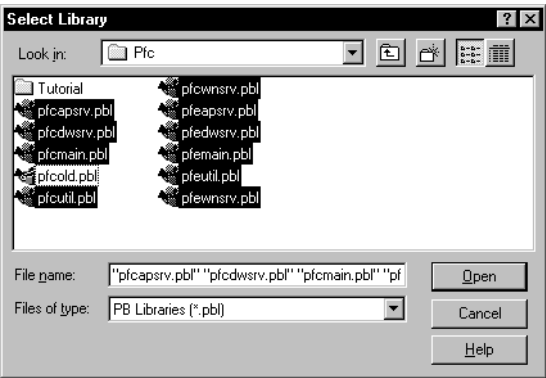 Select Library
Look in: Pfc
Tutorial
pfcapsrv.pbl
pfcdwsrv.pbl
pfcmain.pbl
pfcold.pbl
pfcutil.pbl
pfcwnsrv.pbl
pfeapsrv.pbl
pfedwsrv.pbl
pfemain.pbl
pfeutil.pbl
pfewnsrv.pbl
File name: "pfcapsrv.pbl" "pfcdwsrv.pbl" "pfcmain.pbl" "pf
Open
Files of type: PB Libraries (*.pbl)
Cancel
Help